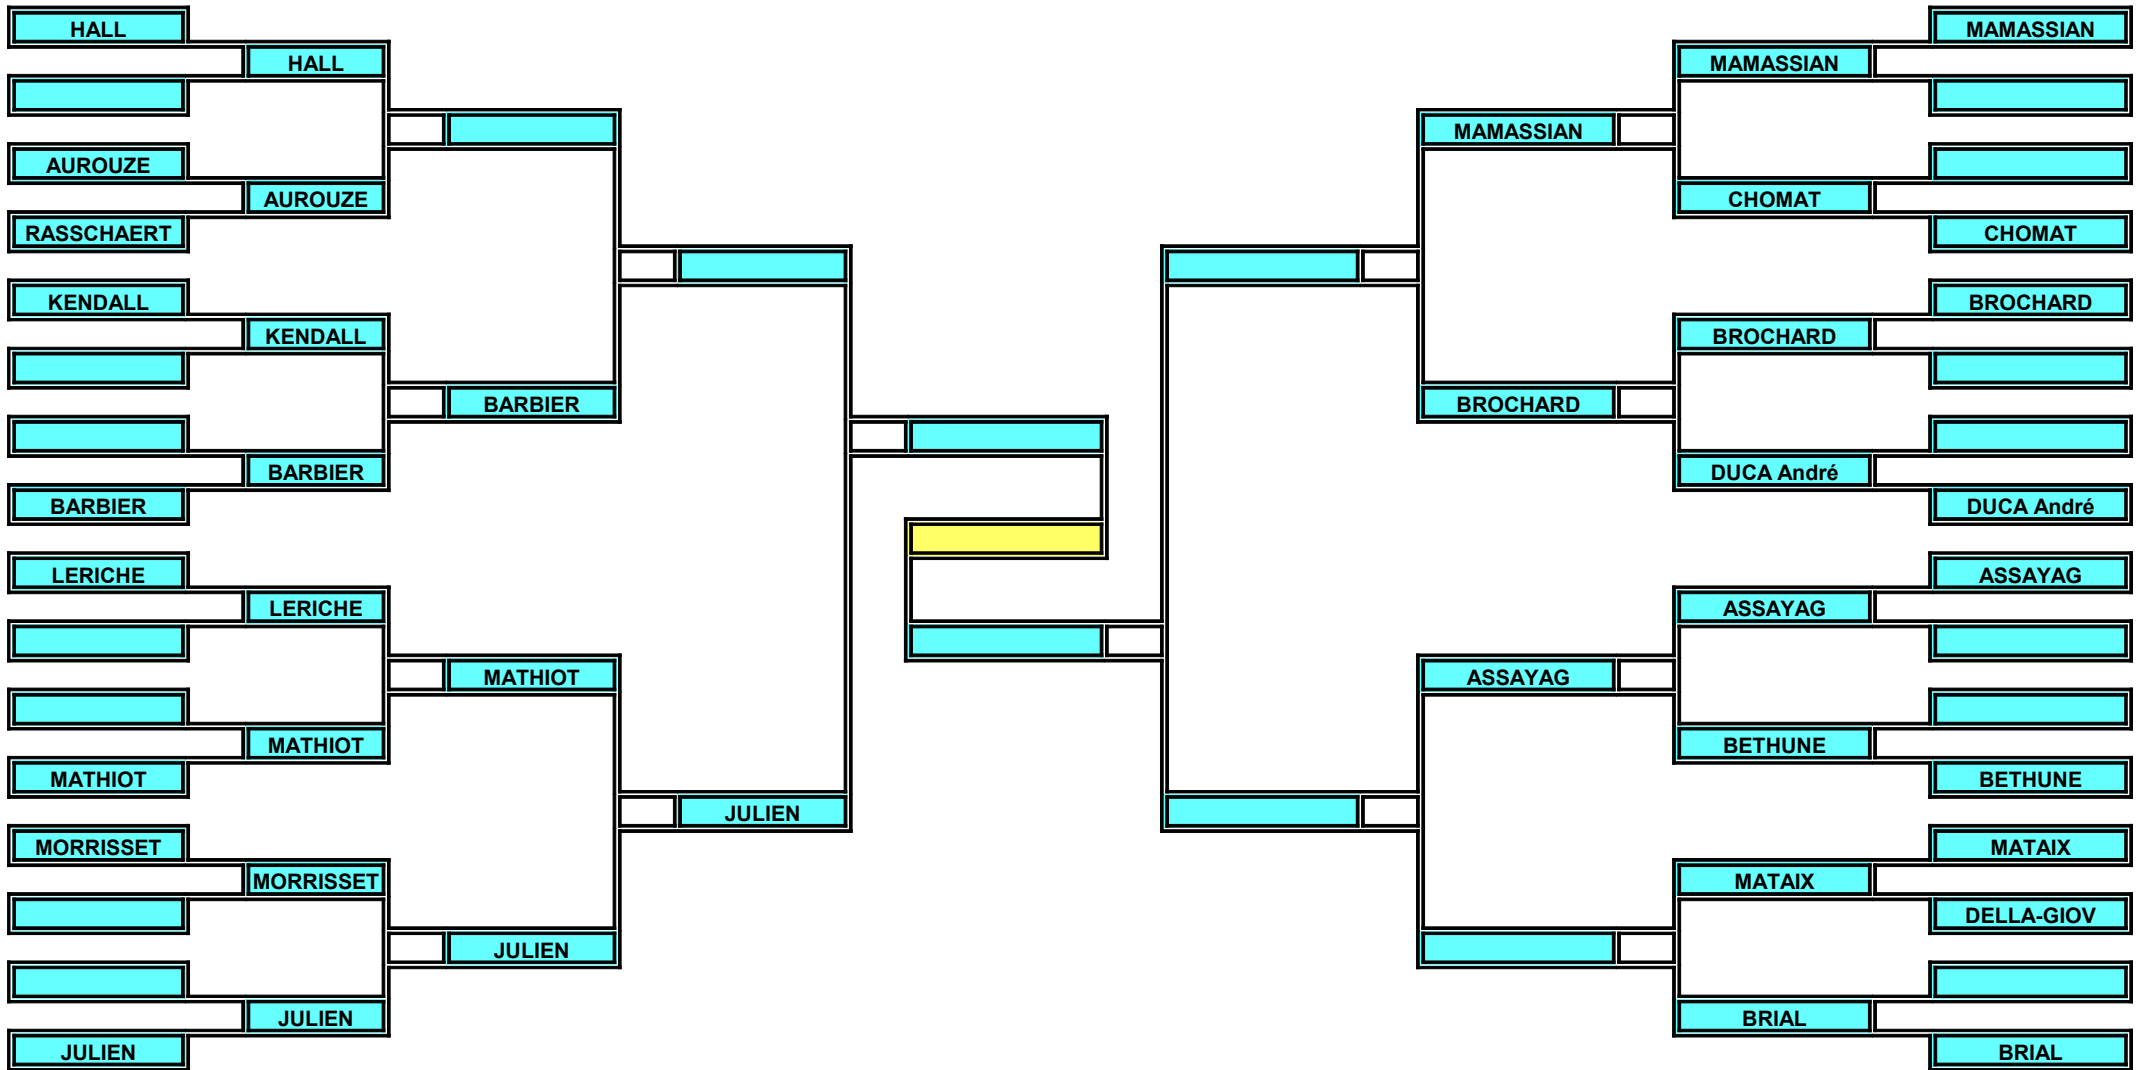 HALL
MAMASSIAN
HALL
MAMASSIAN
MAMASSIAN
AUROUZE
AUROUZE
CHOMAT
RASSCHAERT
CHOMAT
KENDALL
BROCHARD
KENDALL
BROCHARD
BARBIER
BROCHARD
BARBIER
DUCA André
BARBIER
DUCA André
LERICHE
ASSAYAG
LERICHE
ASSAYAG
MATHIOT
ASSAYAG
MATHIOT
BETHUNE
MATHIOT
BETHUNE
JULIEN
MORRISSET
MATAIX
MORRISSET
MATAIX
DELLA-GIOV
JULIEN
JULIEN
BRIAL
JULIEN
BRIAL